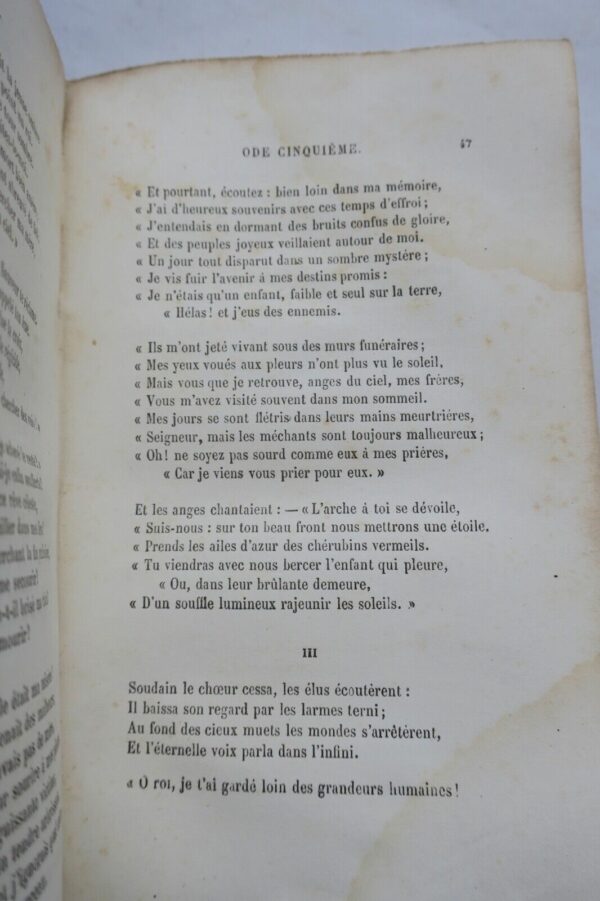 ODE CINQUIÈME. 47
« Et pourtant, écoutez : bien loin dans ma mémoire,
« J'ai d'heureux souvenirs avec ces temps d'effroi ;
« J'entendais en dormant des bruits confus de gloire,
« Et des peuples joyeux veillaient autour de moi.
« Un jour tout disparut dans un sombre mystère ;
« Je vis fuir l'avenir à mes destins promis :
« Je n'étais qu'un enfant, faible et seul sur la terre,
« Hélas ! et j'eus des ennemis.
« Ils m'ont jeté vivant sous des murs funéraires ;
« Mes yeux voués aux pleurs n'ont plus vu le soleil,
« Mais vous que je retrouve, anges du ciel, mes frères,
« Vous m'avez visité souvent dans mon sommeil.
« Mes jours se sont flétris dans leurs mains meurtrières,
« Seigneur, mais les méchants sont toujours malheureux ;
« Oh ! ne soyez pas sourd comme eux à mes prières,
« Car je viens vous prier pour eux. »
Et les anges chantaient : — « L'arche à toi se dévoile,
« Suis-nous : sur ton beau front nous mettrons une étoile.
« Prends les ailes d'azur des chérubins vermeils.
« Tu viendras avec nous bercer l'enfant qui pleure,
« Ou, dans leur brûlante demeure,
« D'un souffle lumineux rajeunir les soleils. »
III
Soudain le chœur cessa, les élus écoutèrent :
Il baissa son regard par les larmes terni ;
Au fond des cieux muets les mondes s'arrêtèrent,
Et l'éternelle voix parla dans l'infini.
« O roi, je t'ai gardé loin des grandeurs humaines !